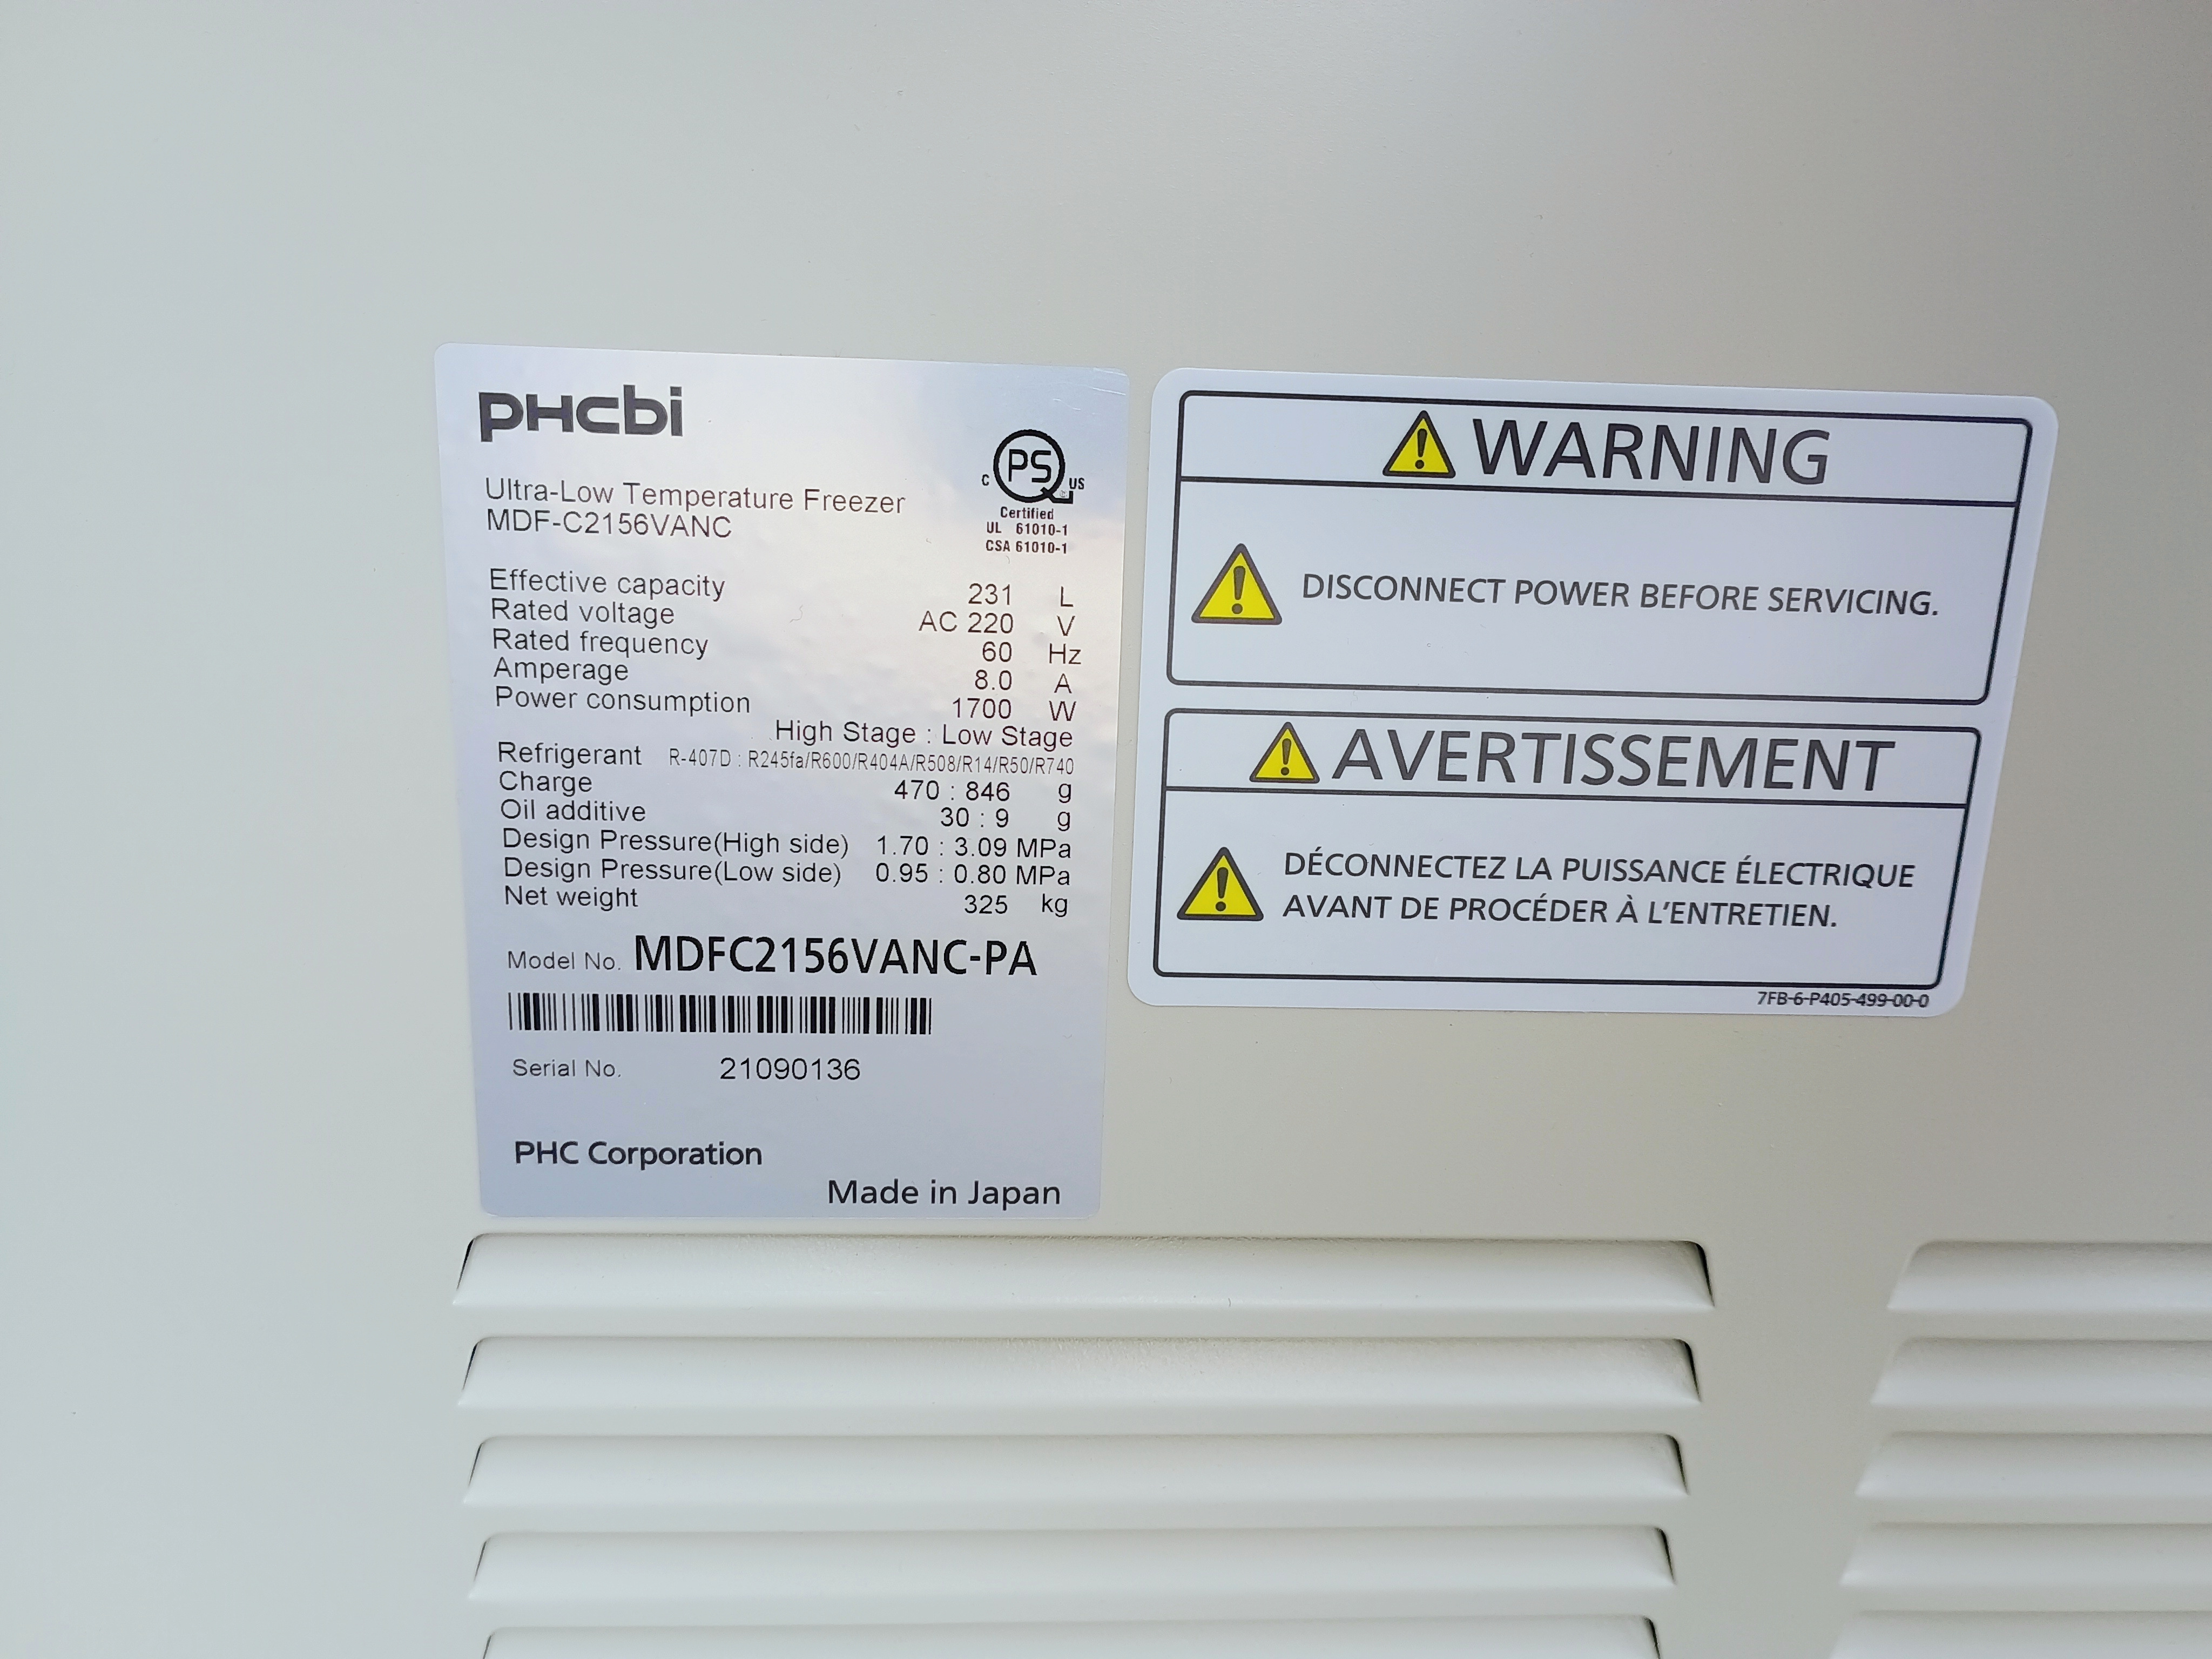 PHCbi
Ultra-Low Temperature Freezer
MDF-C2156VANC
C PS US
Certified
UL 61010-1
CSA 61010-1
Effective capacity 231 L
Rated voltage AC 220 V
Rated frequency 60 Hz
Amperage 8.0 A
Power consumption 1700 W
High Stage : Low Stage
Refrigerant R-407D : R245fa/R600/R404A/R508/R14/R50/R740
Charge 470 : 846 g
Oil additive 30 : 9 g
Design Pressure(High side) 1.70 : 3.09 MPa
Design Pressure(Low side) 0.95 : 0.80 MPa
Net weight 325 kg
Model No. MDFC2156VANC-PA
Serial No. 21090136
PHC Corporation
Made in Japan
WARNING
DISCONNECT POWER BEFORE SERVICING.
AVERTISSEMENT
DÉCONNECTEZ LA PUISSANCE ÉLECTRIQUE
AVANT DE PROCÉDER À L'ENTRETIEN.
7FB-6-P405-499-00-0